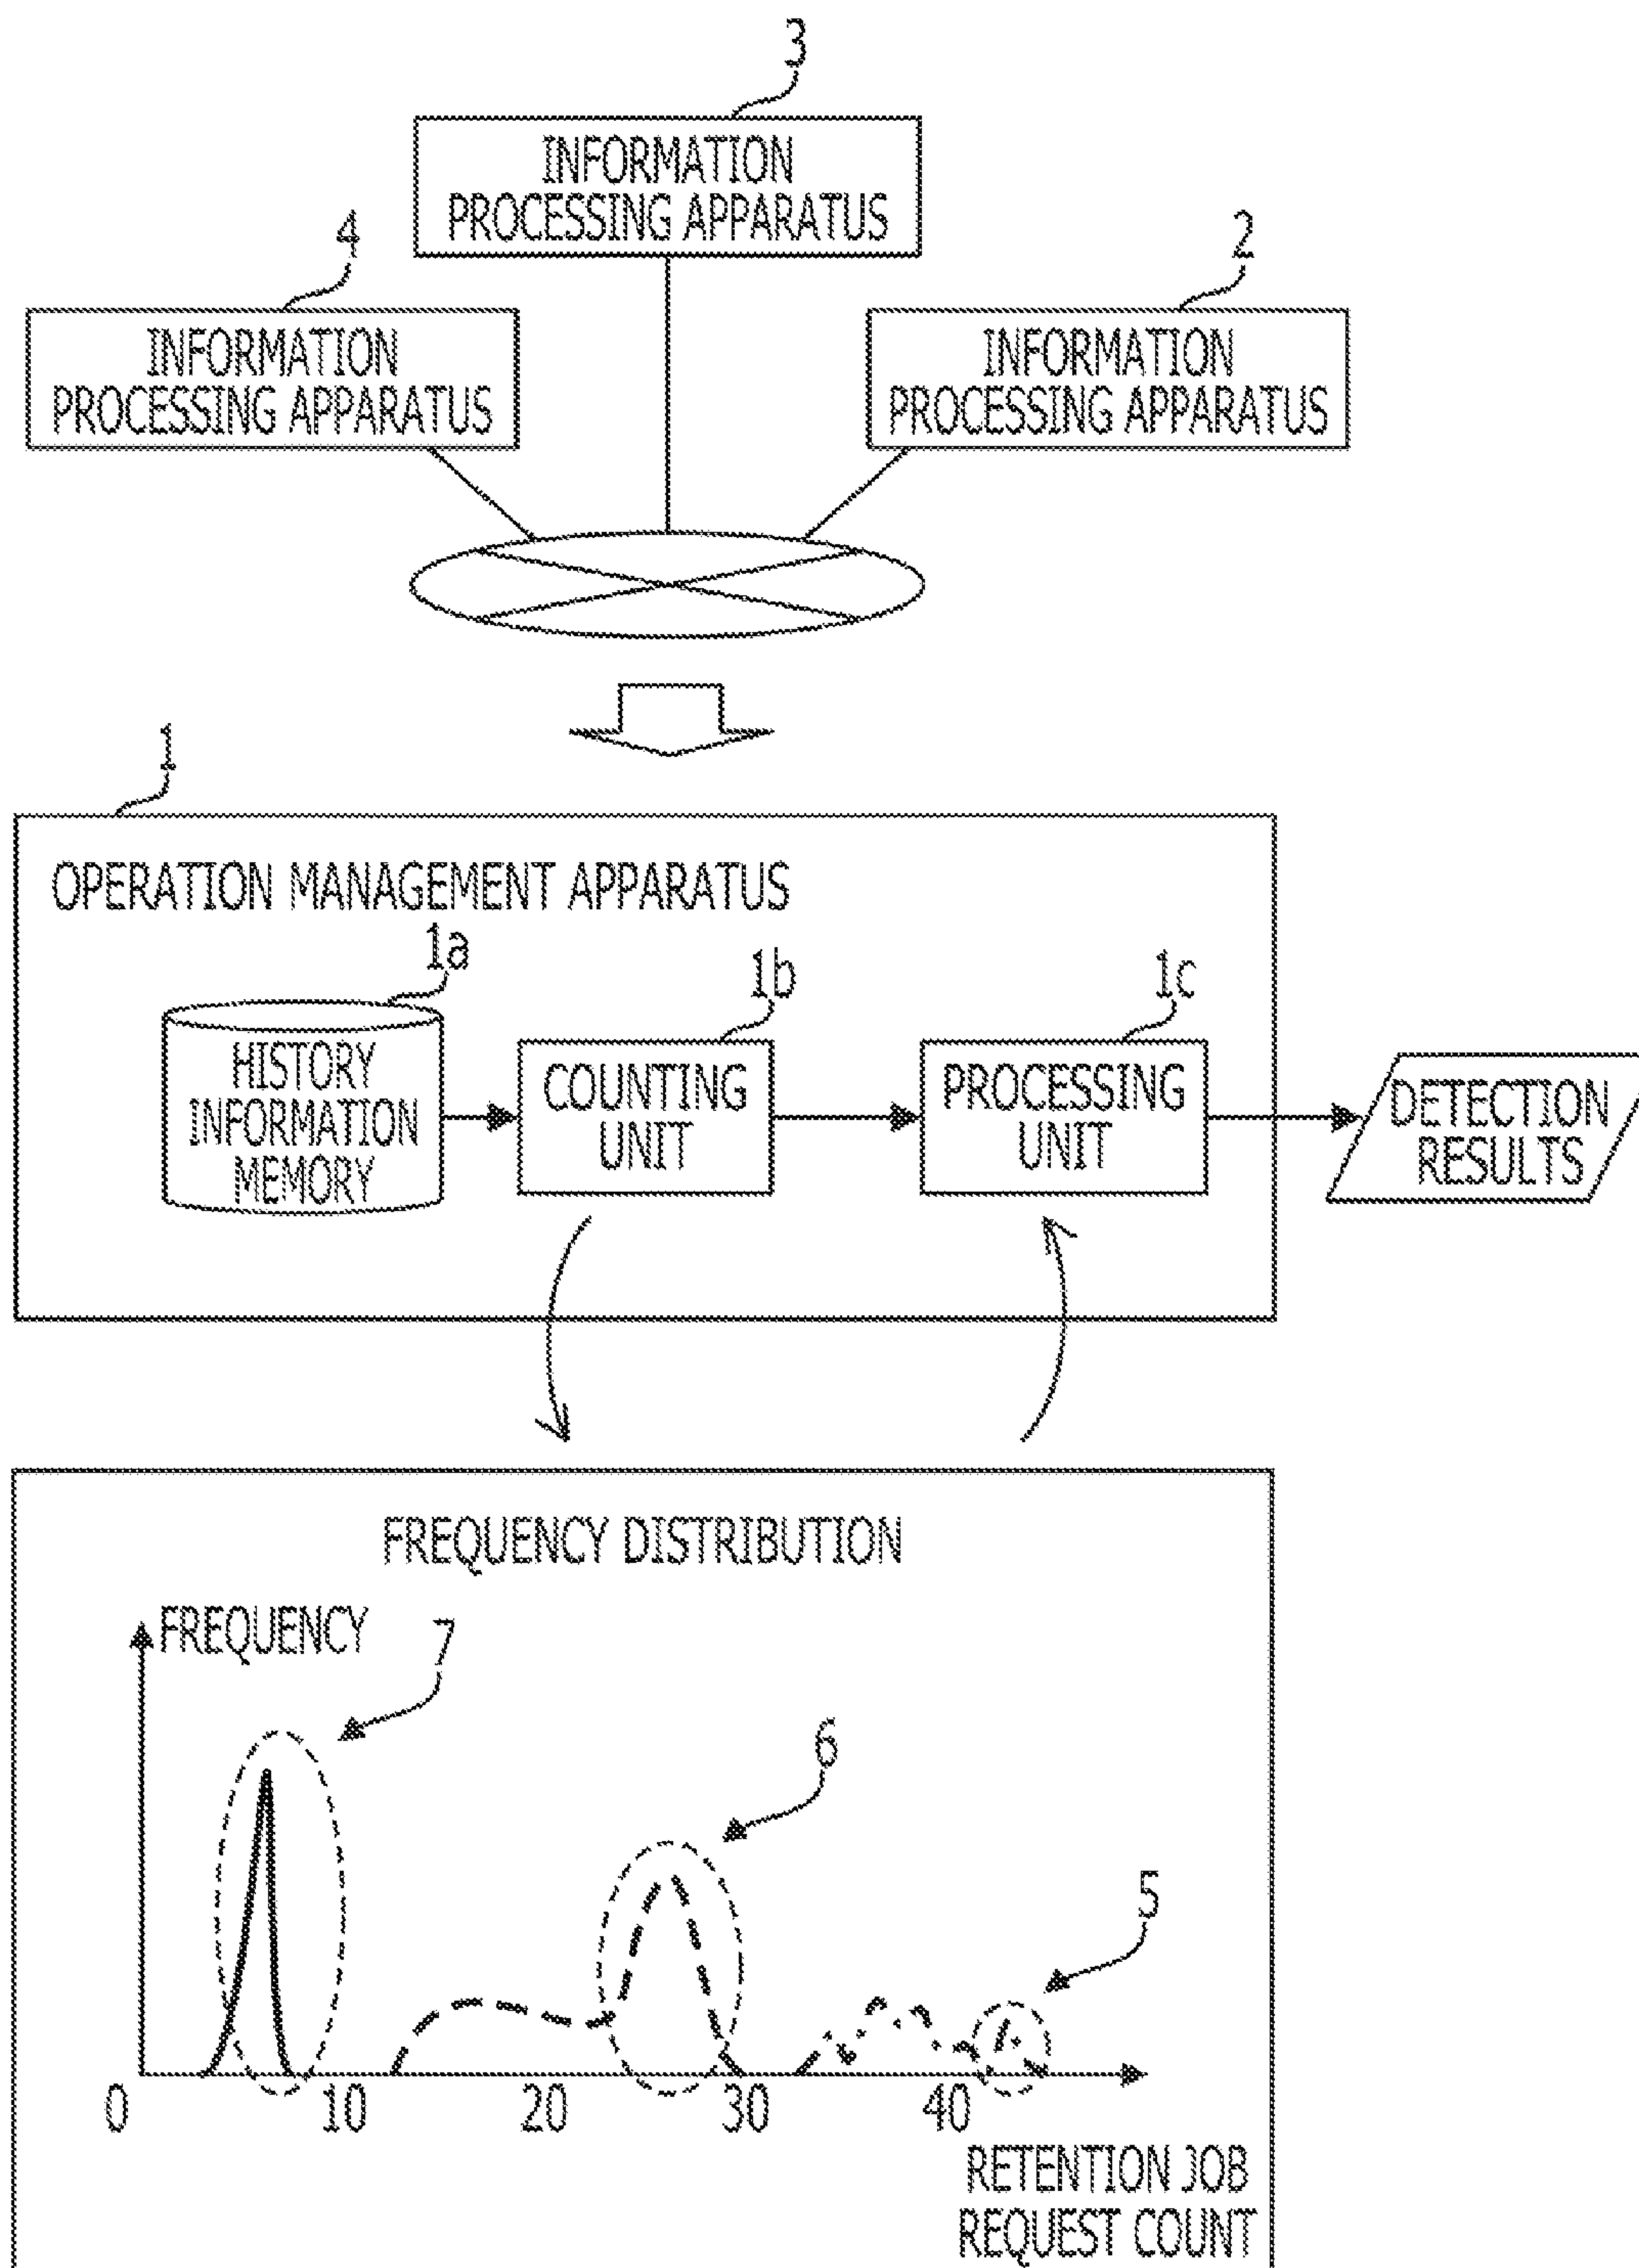 3
INFORMATION
PROCESSING APPARATUS
4
2
INFORMATION
PROCESSING APPARATUS
INFORMATION
PROCESSING APPARATUS
1
OPERATION MANAGEMENT APPARATUS
1a
1b
1c
HISTORY
INFORMATION
MEMORY
COUNTING
UNIT
PROCESSING
UNIT
DETECTION
RESULTS
FREQUENCY DISTRIBUTION
FREQUENCY
7
6
5
0
10
20
30
40
RETENTION JOB
REQUEST COUNT